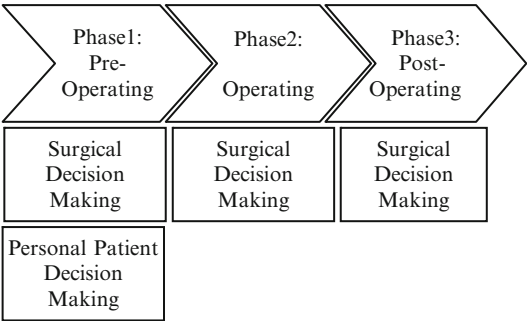 Phase1:
Pre-
Operating
Phase2:
Operating
Phase3:
Post-
Operating
Surgical
Decision
Making
Surgical
Decision
Making
Surgical
Decision
Making
Personal Patient
Decision
Making